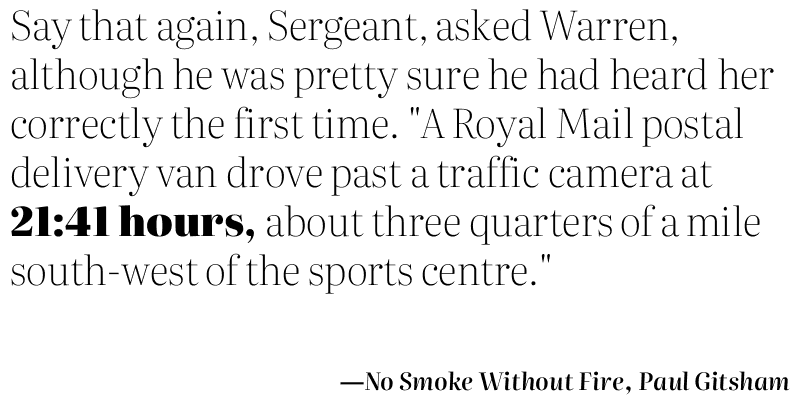 Say that again, Sergeant, asked Warren,
although he was pretty sure he had heard her
correctly the first time. "A Royal Mail postal
delivery van drove past a traffic camera at
21:41 hours, about three quarters of a mile
south-west of the sports centre."
—No Smoke Without Fire, Paul Gitsham